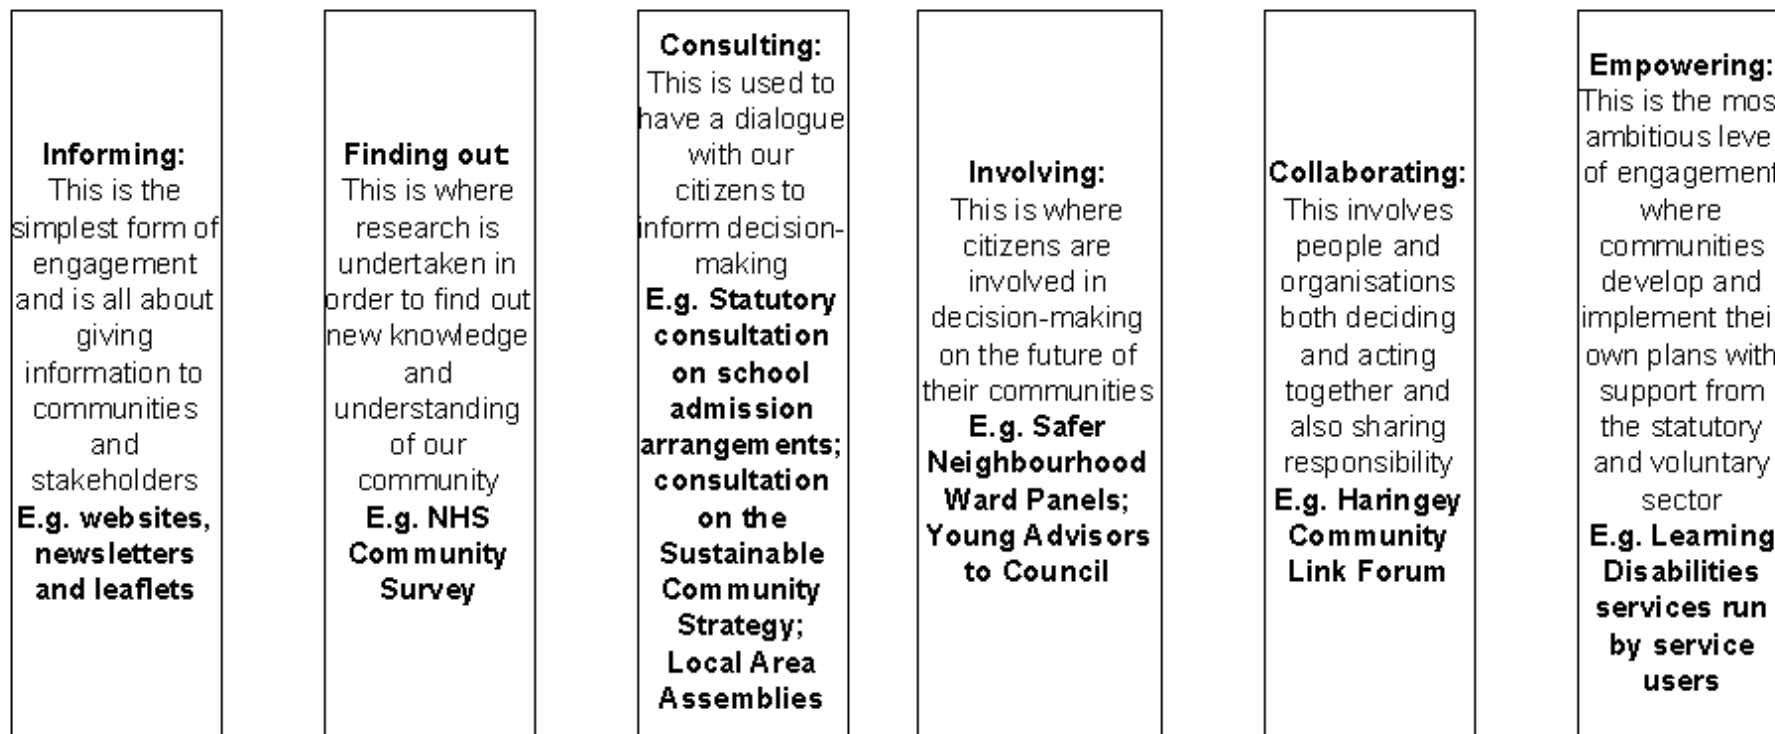 Informing:
This is the
simplest form of
engagement
and is all about
giving
information to
communities
and
stakeholders
E.g. websites,
newsletters
and leaflets
Finding out:
This is where
research is
undertaken in
order to find out
new knowledge
and
understanding
of our
community
E.g. NHS
Community
Survey
Consulting:
This is used to
have a dialogue
with our
citizens to
inform decision-
making
E.g. Statutory
consultation
on school
admission
arrangements;
consultation
on the
Sustainable
Community
Strategy;
Local Area
Assemblies
Involving:
This is where
citizens are
involved in
decision-making
on the future of
their communities
E.g. Safer
Neighbourhood
Ward Panels;
Young Advisors
to Council
Collaborating:
This involves
people and
organisations
both deciding
and acting
together and
also sharing
responsibility
E.g. Haringey
Community
Link Forum
Empowering:
This is the mos
ambitious leve
of engagement
where
communities
develop and
implement thei
own plans with
support from
the statutory
and voluntary
sector
E.g. Learning
Disabilities
services run
by service
users